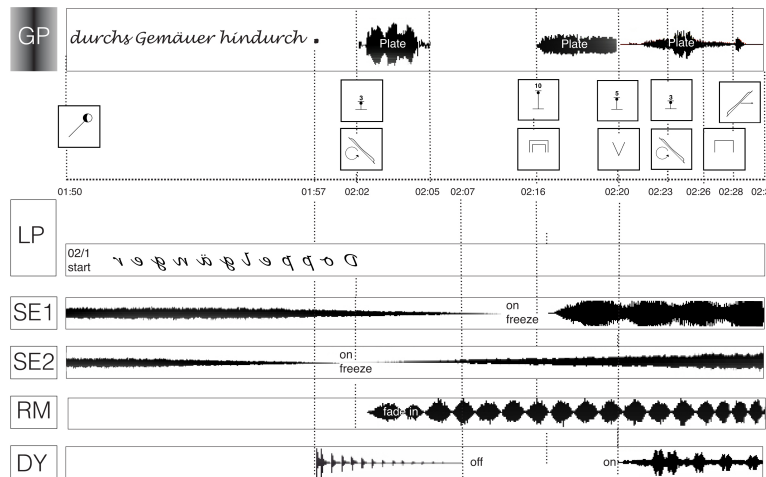 GP
durchs Gemäuer hindurch .
Plate
Plate
Plate
3
10
5
3
01:50
01:57
02:02
02:05
02:07
02:16
02:20
02:23
02:26
02:28
LP
02/1
start
Doppelgänger
SE1
on
freeze
SE2
on
freeze
RM
fade in
DY
off
on